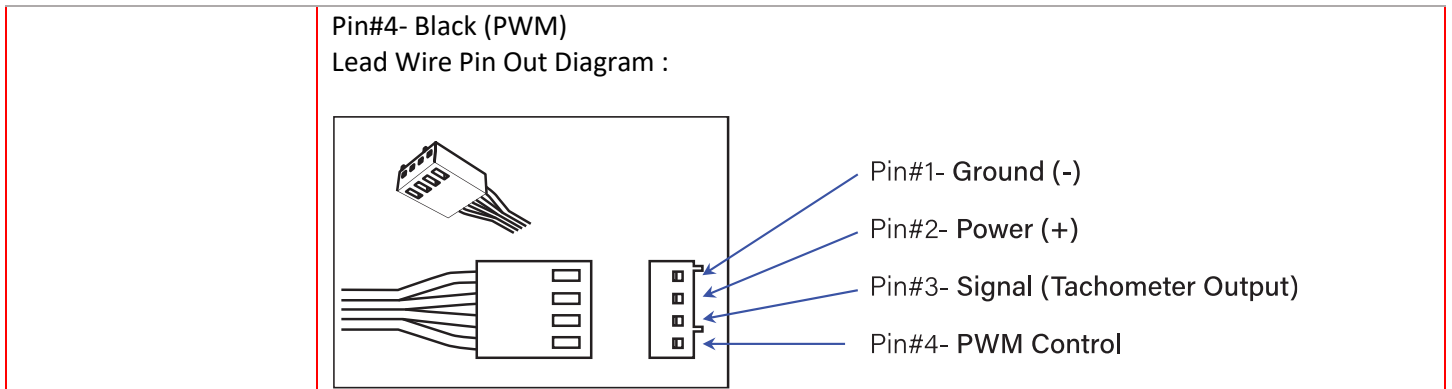 Pin#4- Black (PWM)
Lead Wire Pin Out Diagram :
Pin#1- Ground (-)
Pin#2- Power (+)
Pin#3- Signal (Tachometer Output)
Pin#4- PWM Control